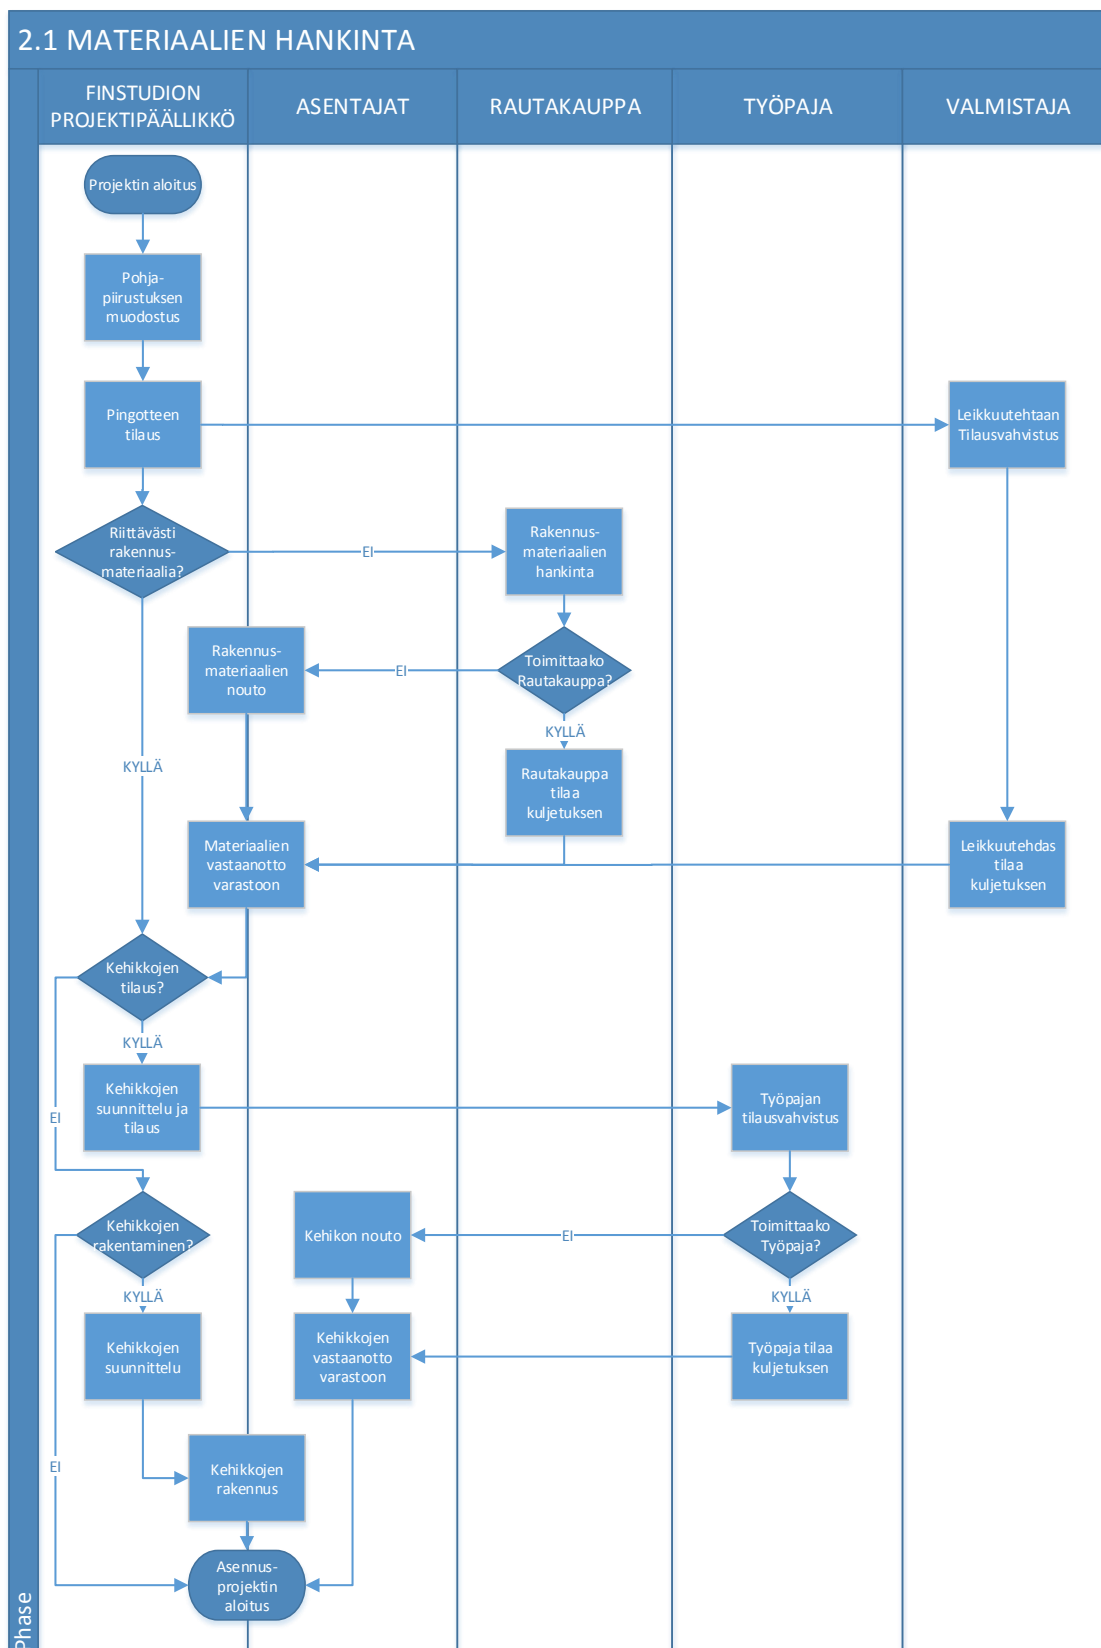 2.1 MATERIAALIEN HANKINTA
FINSTUDION
PROJEKTIPÄÄLLIKKÖ
ASENTAJAT
RAUTAKAUPPA
TYÖPAJA
VALMISTAJA
Projektin aloitus
Pohja-
piirustuksen
muodostus
Pingotteen
tilaus
Leikkuutehtaan
Tilausvahvistus
Riittävästi
rakennus-
materiaalia?
EI
Rakennus-
materiaalien
hankinta
Rakennus-
materiaalien
nouto
EI
Toimittaako
Rautakauppa?
KYLLÄ
KYLLÄ
Rautakauppa
tilaa
kuljetuksen
Materiaalien
vastaanotto
varastoon
Leikkuutehdas
tilaa
kuljetuksen
Kehikkojen
tilaus?
KYLLÄ
EI
Kehikkojen
suunnittelu ja
tilaus
Työpajan
tilausvahvistus
Kehikkojen
rakentaminen?
Kehikon nouto
EI
Toimittaako
Työpaja?
KYLLÄ
KYLLÄ
Kehikkojen
suunnittelu
Kehikkojen
vastaanotto
varastoon
Työpaja tilaa
kuljetuksen
EI
Kehikkojen
rakennus
Asennus-
projektin
aloitus
Phase